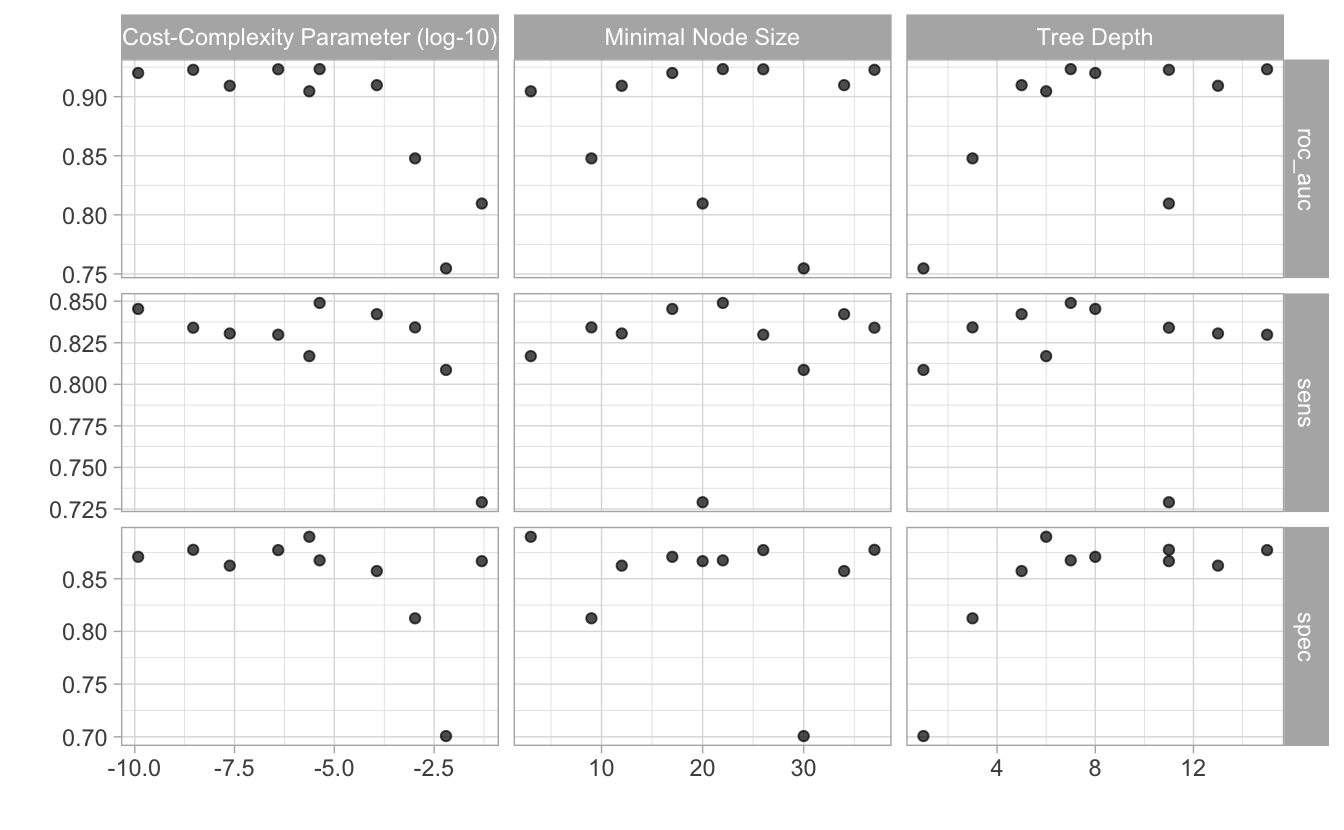 Cost-Complexity Parameter (log-10) Minimal Node Size Tree Depth
0.90
0.85
0.80
0.75
roc_auc
0.850
0.825
0.800
0.775
0.750
0.725
sens
0.85
0.80
0.75
0.70
spec
-10.0 -7.5 -5.0 -2.5 10 20 30 4 8 12